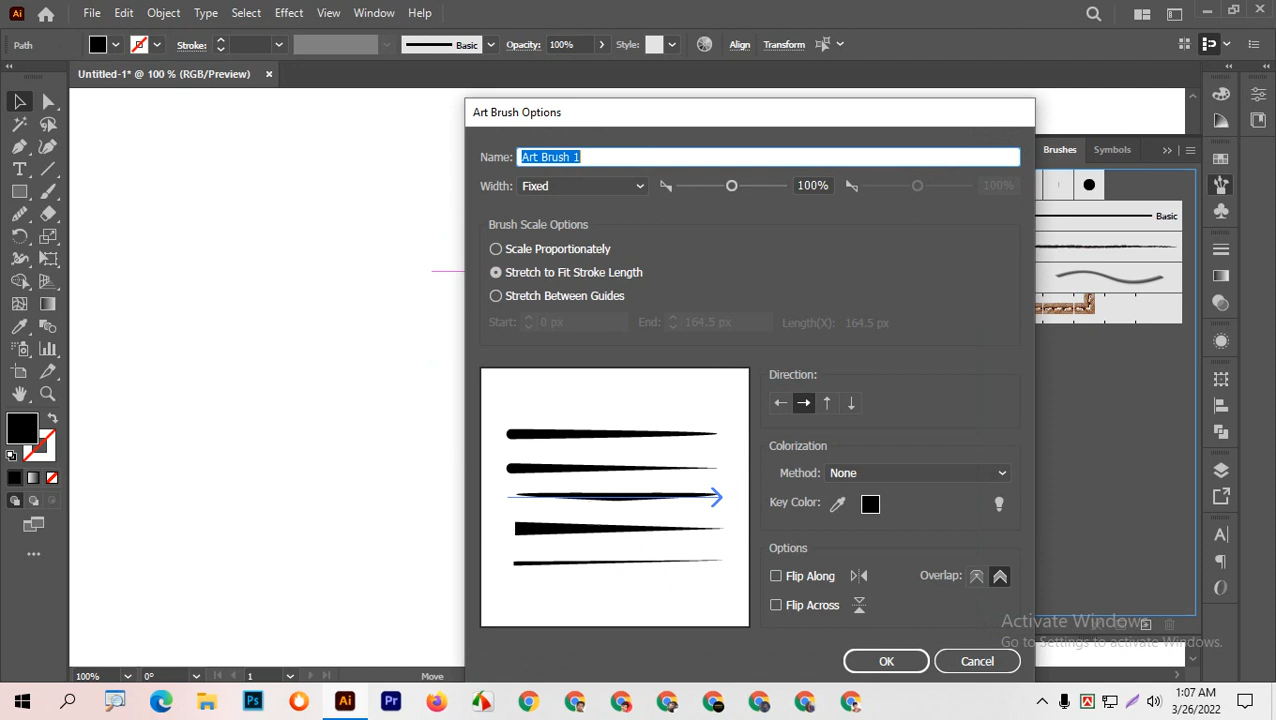 Ai File Edit Object Type Select Effect View Window Help
Path Stroke: Basic Opacity: 100% Style: Align Transform
Untitled-1* @ 100 % (RGB/Preview)
Art Brush Options
Name: Art Brush 1
Width: Fixed 100% 100%
Brush Scale Options
Scale Proportionately
Stretch to Fit Stroke Length
Stretch Between Guides
Start: 0 px End: 164.5 px Length(X): 164.5 px
Direction:
Colorization
Method: None
Key Color:
Options
Flip Along Overlap:
Flip Across
OK Cancel
Brushes Symbols
Basic
Activate Windows
Go to Settings to activate Windows.
100% 0° 1 Move
Ps Ai Pr
1:07 AM
3/26/2022